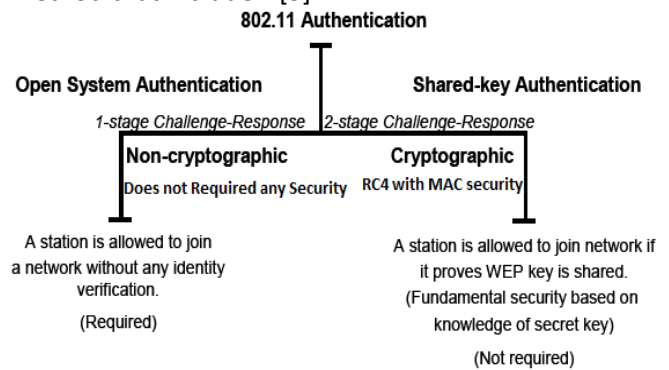 802.11 Authentication
Open System Authentication
Shared-key Authentication
1-stage Challenge-Response
2-stage Challenge-Response
Non-cryptographic
Cryptographic
Does not Required any Security
RC4 with MAC security
A station is allowed to join
a network without any identity
verification.
(Required)
A station is allowed to join network if
it proves WEP key is shared.
(Fundamental security based on
knowledge of secret key)
(Not required)